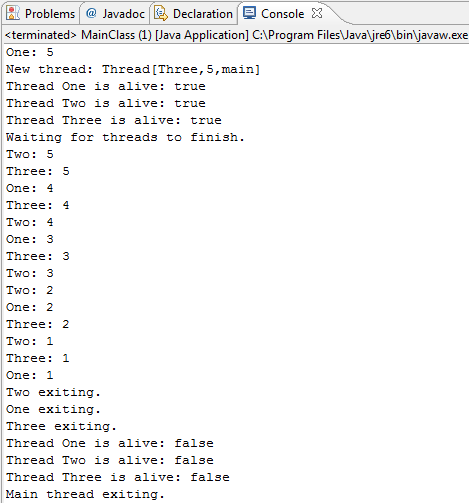 Problems @ Javadoc Declaration Console
<terminated> MainClass (1) [Java Application] C:\Program Files\Java\jre6\bin\javaw.exe
One: 5
New thread: Thread[Three,5,main]
Thread One is alive: true
Thread Two is alive: true
Thread Three is alive: true
Waiting for threads to finish.
Two: 5
Three: 5
One: 4
Three: 4
Two: 4
One: 3
Three: 3
Two: 3
Two: 2
One: 2
Three: 2
Two: 1
Three: 1
One: 1
Two exiting.
One exiting.
Three exiting.
Thread One is alive: false
Thread Two is alive: false
Thread Three is alive: false
Main thread exiting.